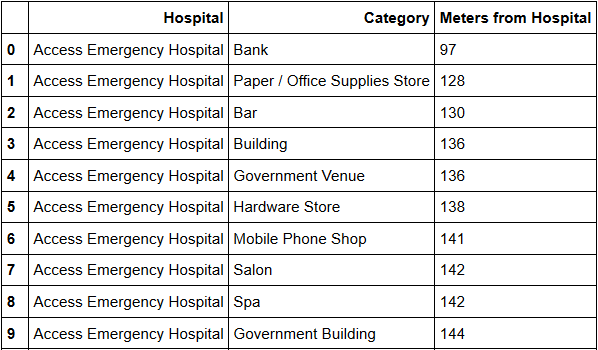 Hospital Category Meters from Hospital
0 Access Emergency Hospital Bank 97
1 Access Emergency Hospital Paper / Office Supplies Store 128
2 Access Emergency Hospital Bar 130
3 Access Emergency Hospital Building 136
4 Access Emergency Hospital Government Venue 136
5 Access Emergency Hospital Hardware Store 138
6 Access Emergency Hospital Mobile Phone Shop 141
7 Access Emergency Hospital Salon 142
8 Access Emergency Hospital Spa 142
9 Access Emergency Hospital Government Building 144